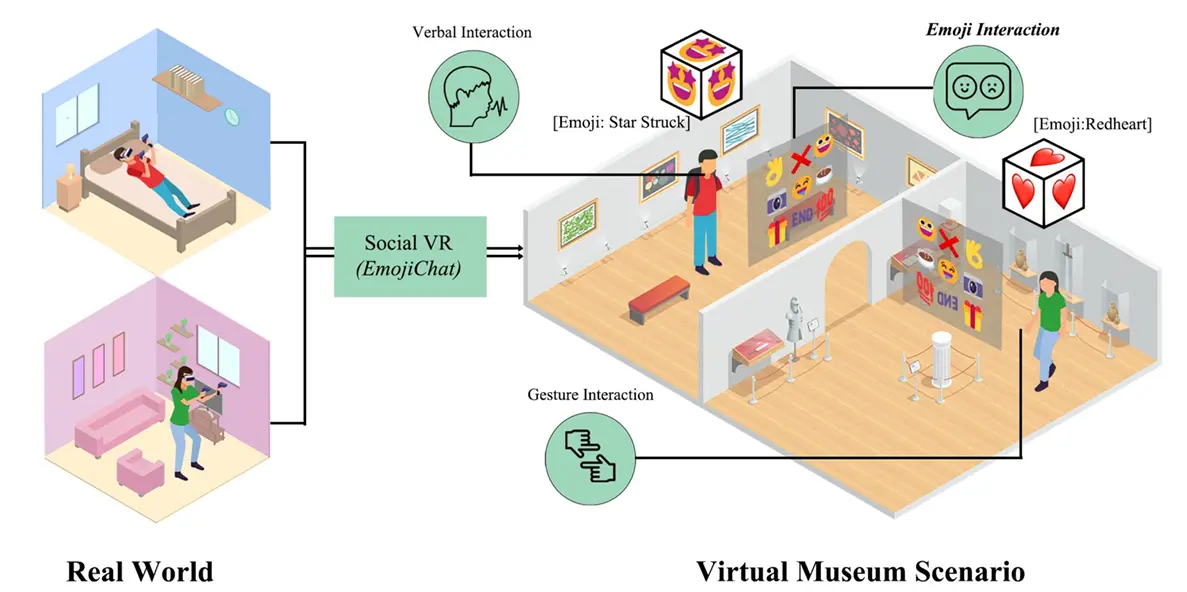 Verbal Interaction
Emoji Interaction
[Emoji: Star Struck]
[Emoji:Redheart]
END 100
Social VR
(EmojiChat)
100 END
Gesture Interaction
Real World
Virtual Museum Scenario